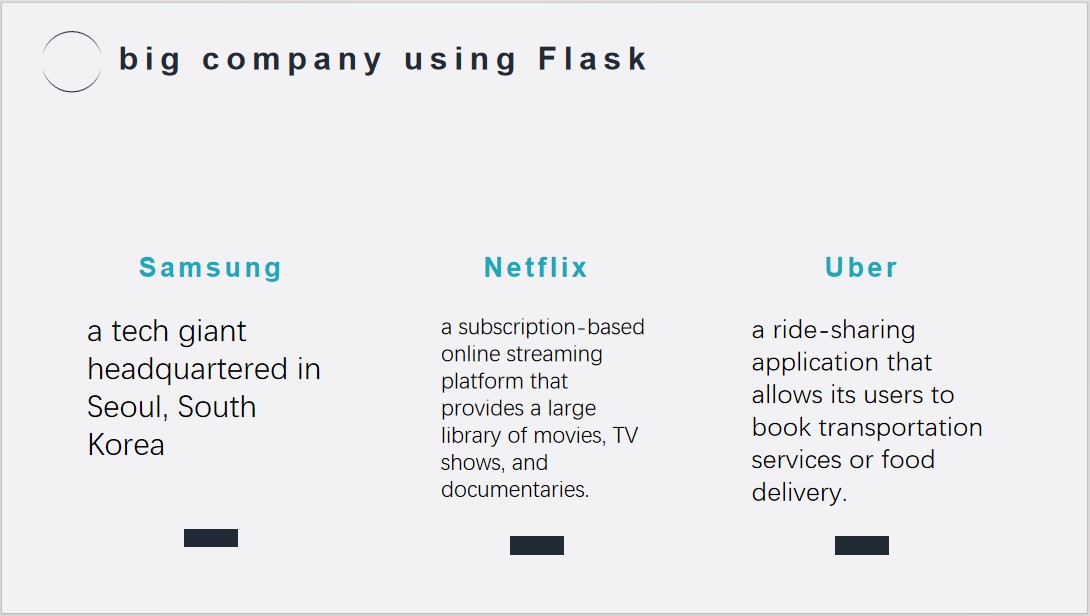 big company using Flask
Samsung
a tech giant
headquartered in
Seoul, South
Korea
Netflix
a subscription-based
online streaming
platform that
provides a large
library of movies, TV
shows, and
documentaries.
Uber
a ride-sharing
application that
allows its users to
book transportation
services or food
delivery.